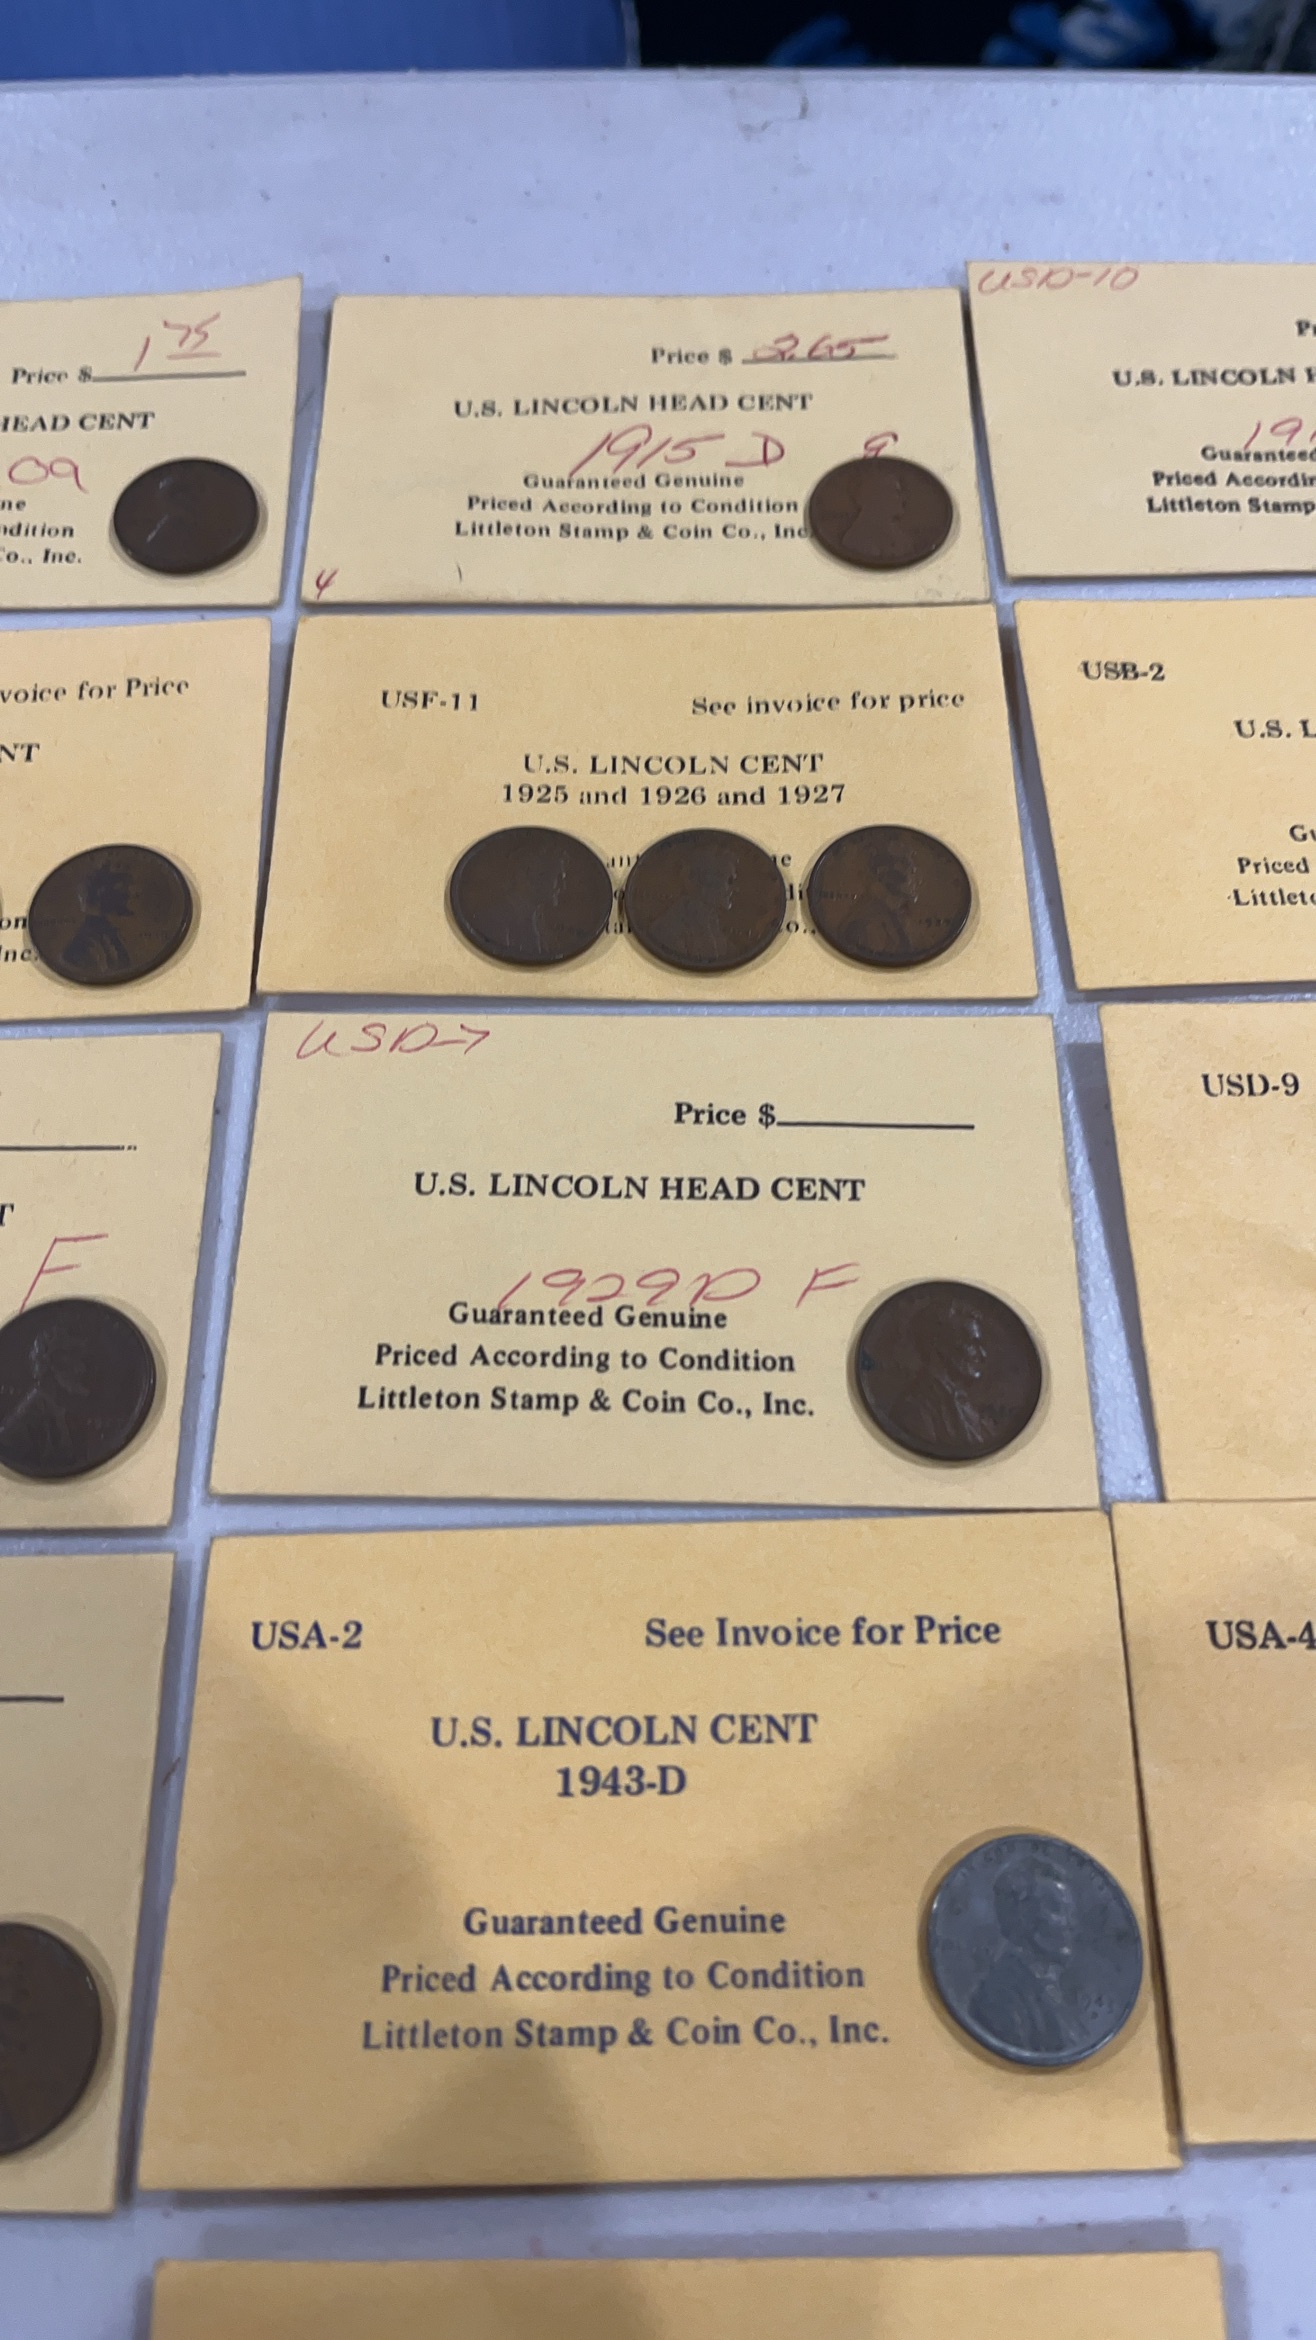 Price $ 1 75
HEAD CENT
09
ne
ndition
Co., Inc.
Price $ 2.65
U.S. LINCOLN HEAD CENT
1915 D G
Guaranteed Genuine
Priced According to Condition
Littleton Stamp & Coin Co., Inc
4
USD-10
U.S. LINCOLN
Guaranteed
Littleton Stamp
voice for Price
NT
on
Inc.
USF-11 See invoice for price
U.S. LINCOLN CENT
1925 and 1926 and 1927
USB-2
U.S. L
Priced
F
USD-7
Price $
U.S. LINCOLN HEAD CENT
1929D F
Guaranteed Genuine
Priced According to Condition
Littleton Stamp & Coin Co., Inc.
USD-9
USA-2 See Invoice for Price
U.S. LINCOLN CENT
1943-D
Guaranteed Genuine
Priced According to Condition
Littleton Stamp & Coin Co., Inc.
USA-4